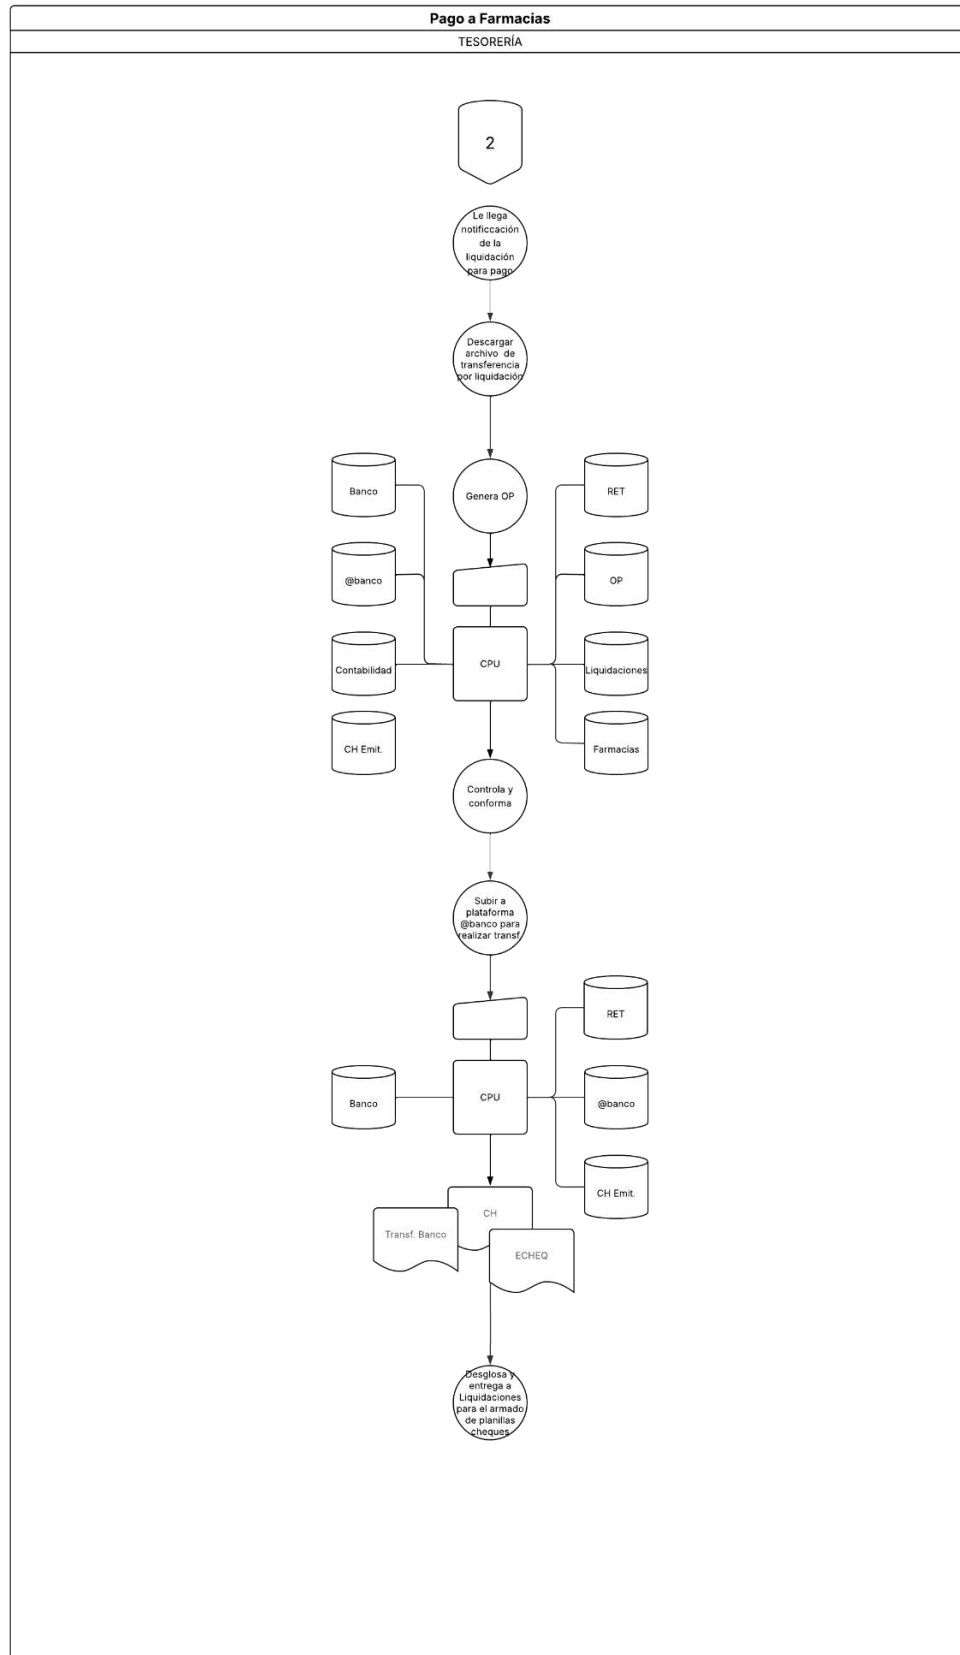 Pago a Farmacias
TESORERÍA
2
Le llega
notificcación
de la
liquidación
para pago
Descargar
archivo de
transferencia
por liquidación
Banco
Genera OP
RET
@banco
OP
CPU
Contabilidad
Liquidaciones
CH Emit.
Farmacias
Controla y
conforma
Subir a
plataforma
@banco para
realizar transf.
RET
Banco
CPU
@banco
CH Emit.
CH
Transf. Banco
ECHEQ
Desglosa y
entrega a
Liquidaciones
para el armado
de planillas
cheques